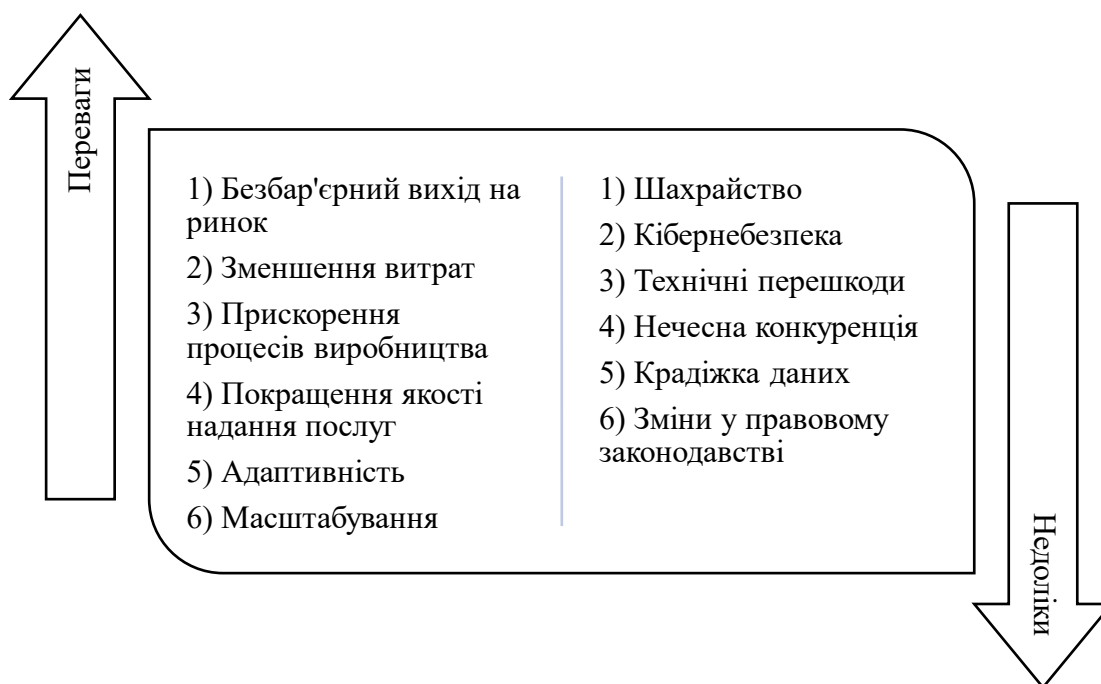 Переваги
1) Безбар'єрний вихід на
ринок
2) Зменшення витрат
3) Прискорення
процесів виробництва
4) Покращення якості
надання послуг
5) Адаптивність
6) Масштабування
1) Шахрайство
2) Кібернебезпека
3) Технічні перешкоди
4) Нечесна конкуренція
5) Крадіжка даних
6) Зміни у правовому
законодавстві
Недоліки